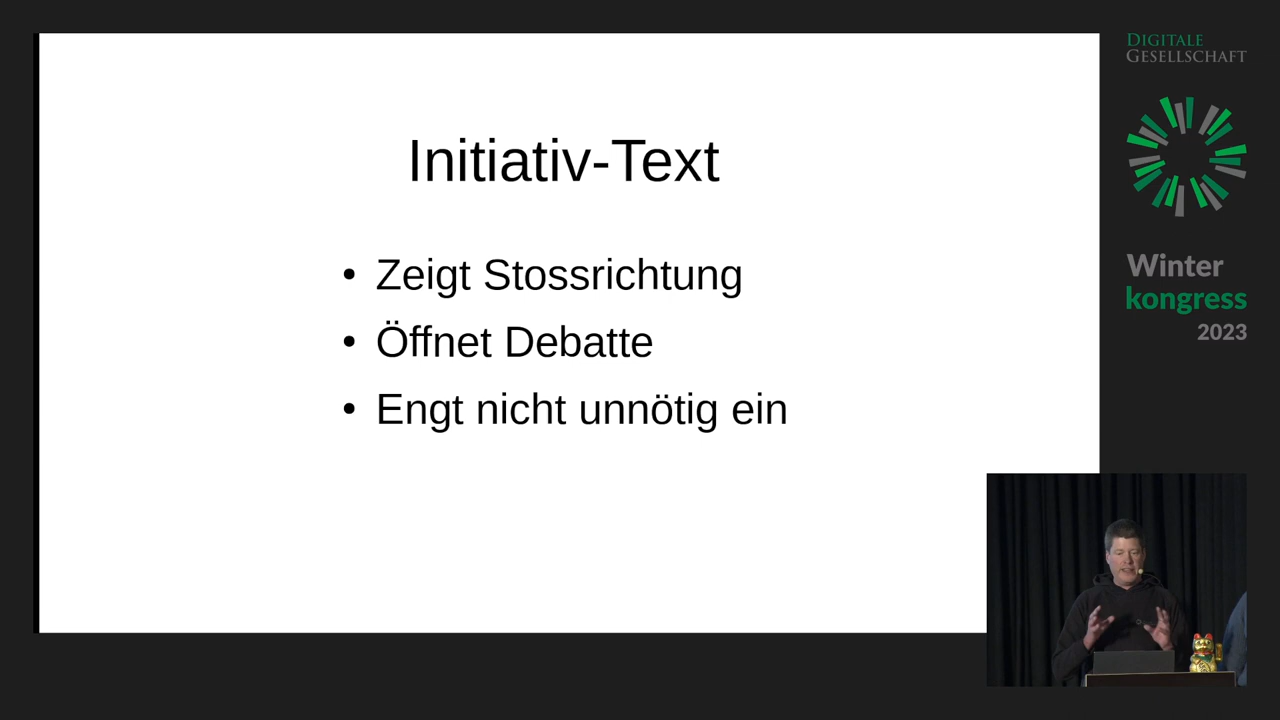 Initiativ-Text
• Zeigt Stossrichtung
• Öffnet Debatte
• Engt nicht unnötig ein
DIGITALE
GESELLSCHAFT
Winter
kongress
2023